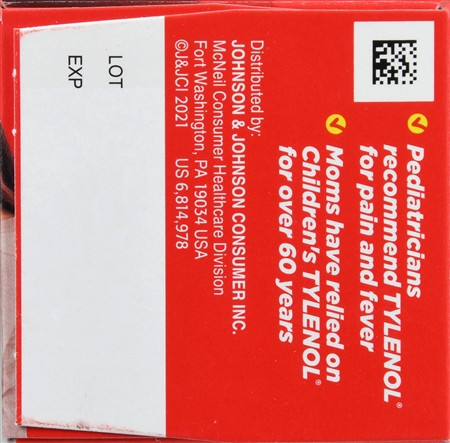 Pediatricians
recommend TYLENOL®
for pain and fever
Moms have relied on
Children's TYLENOL®
for over 60 years
Distributed by:
JOHNSON & JOHNSON CONSUMER INC.
McNeil Consumer Healthcare Division
Fort Washington, PA 19034 USA
©J&JCI 2021 US 6,814,978
LOT
EXP